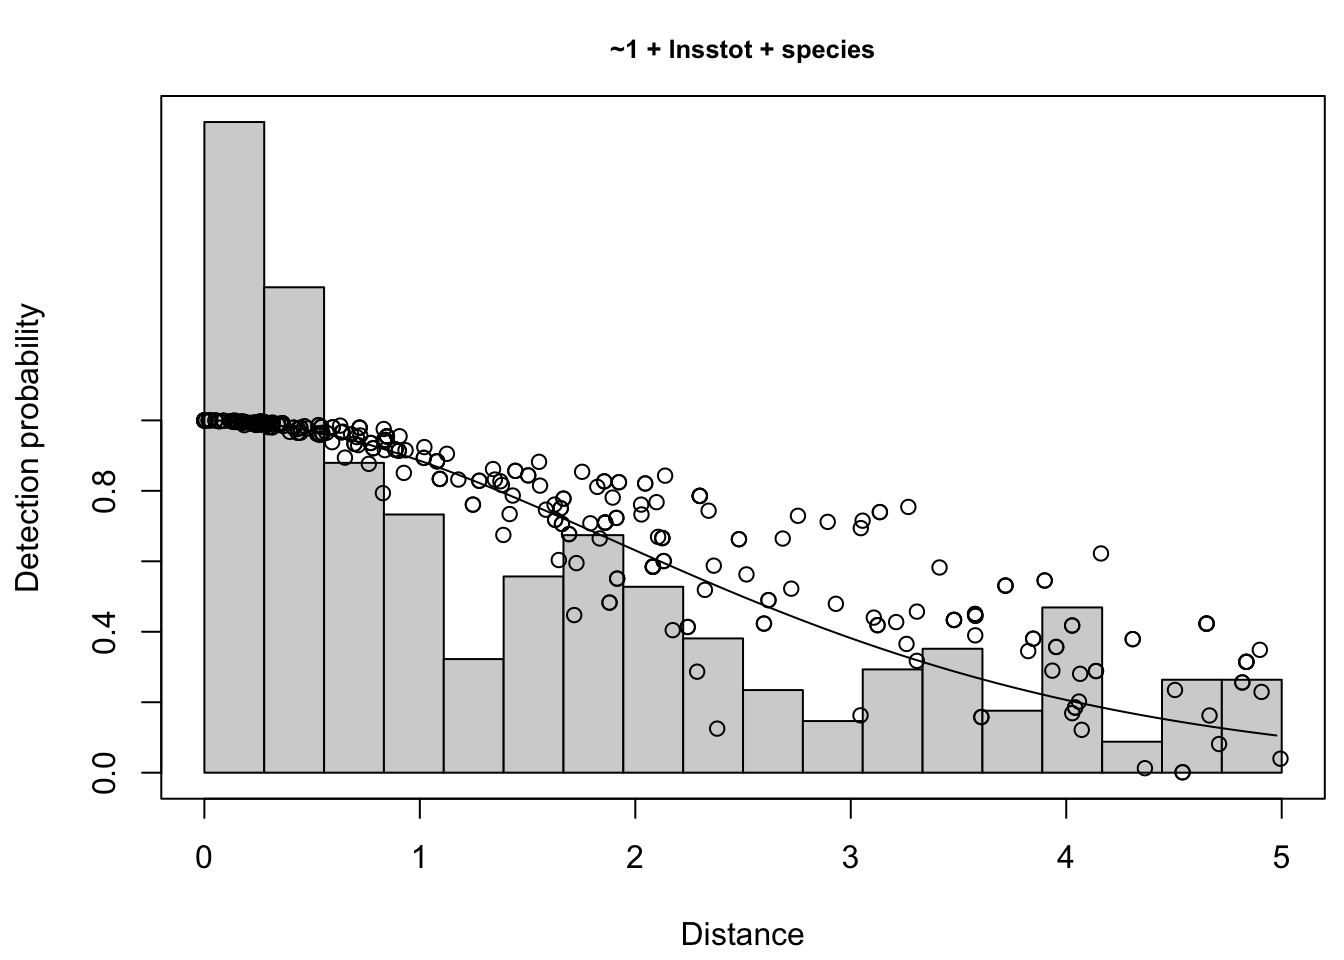 ~1 + lnsstot + species
Detection probability
0.8
0.4
0.0
0 1 2 3 4 5
Distance